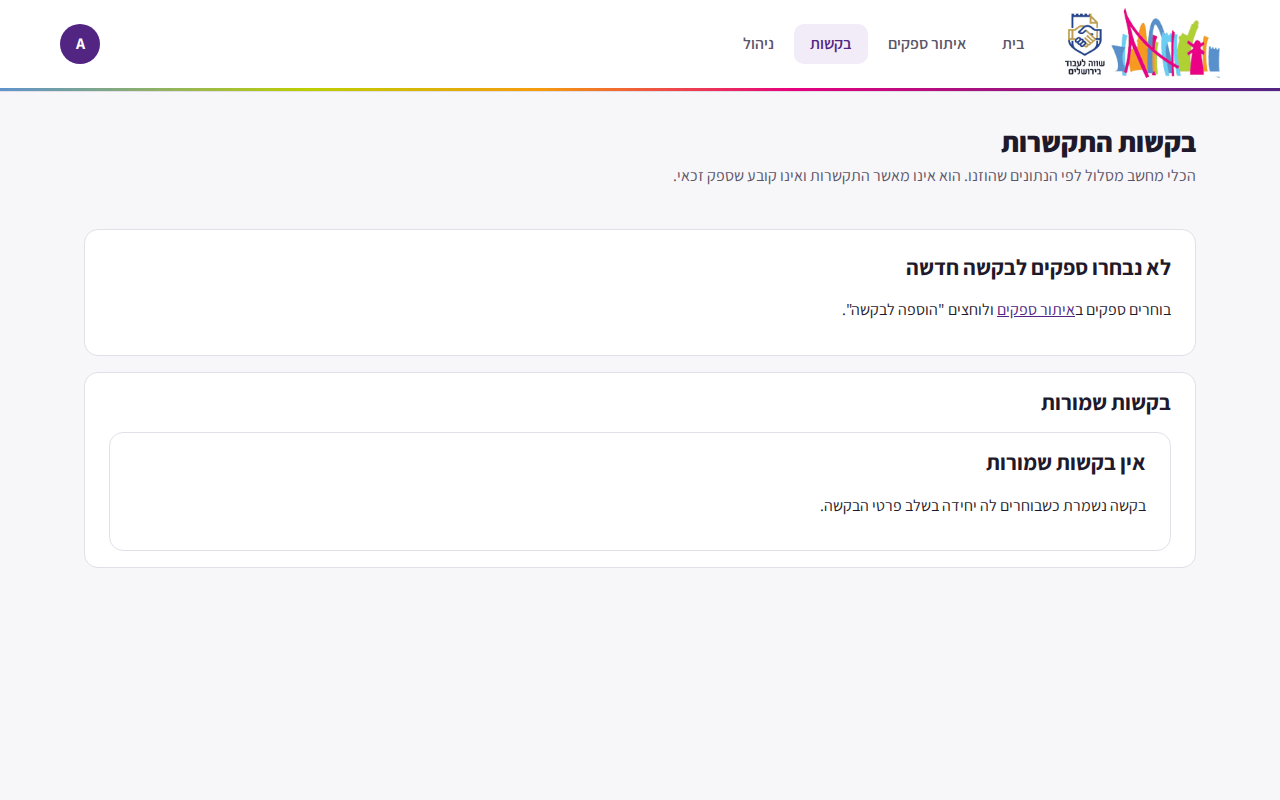 שווה לעבוד
בירושלים
בית
איתור ספקים
בקשות
ניהול
A
בקשות התקשרות
הכלי מחשב מסלול לפי הנתונים שהוזנו. הוא אינו מאשר התקשרות ואינו קובע שספק זכאי.
לא נבחרו ספקים לבקשה חדשה
בוחרים ספקים באיתור ספקים ולוחצים "הוספה לבקשה".
בקשות שמורות
אין בקשות שמורות
בקשה נשמרת כשבוחרים לה יחידה בשלב פרטי הבקשה.